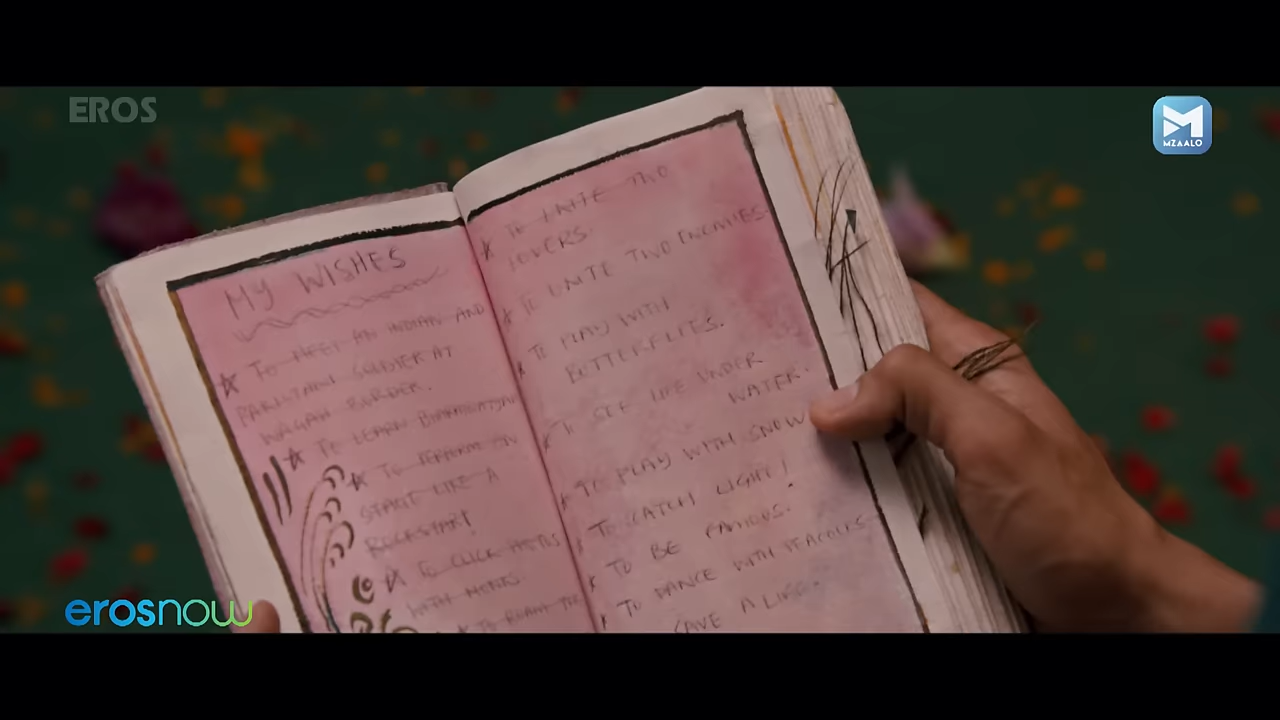 EROS
MZAALO
MY WISHES
TO MEET AN INDIAN AND
PAKISTANI SOLDIER AT
WAGAH BORDER.
TO LEARN
TO PERFORM ON
STAGE LIKE A
ROCKSTAR!
TO CLICK
WITH
TO ROAM THE
TO UNITE TWO
LOVERS.
TO UNITE TWO ENEMIES.
TO PLAY WITH
BUTTERFLIES.
SEE LIFE UNDER
WATER.
TO PLAY WITH SNOW
TO CATCH LIGHT!
TO BE FAMOUS.
TO DANCE WITH PEACOCKS
SAVE A LIFE.
erosnow